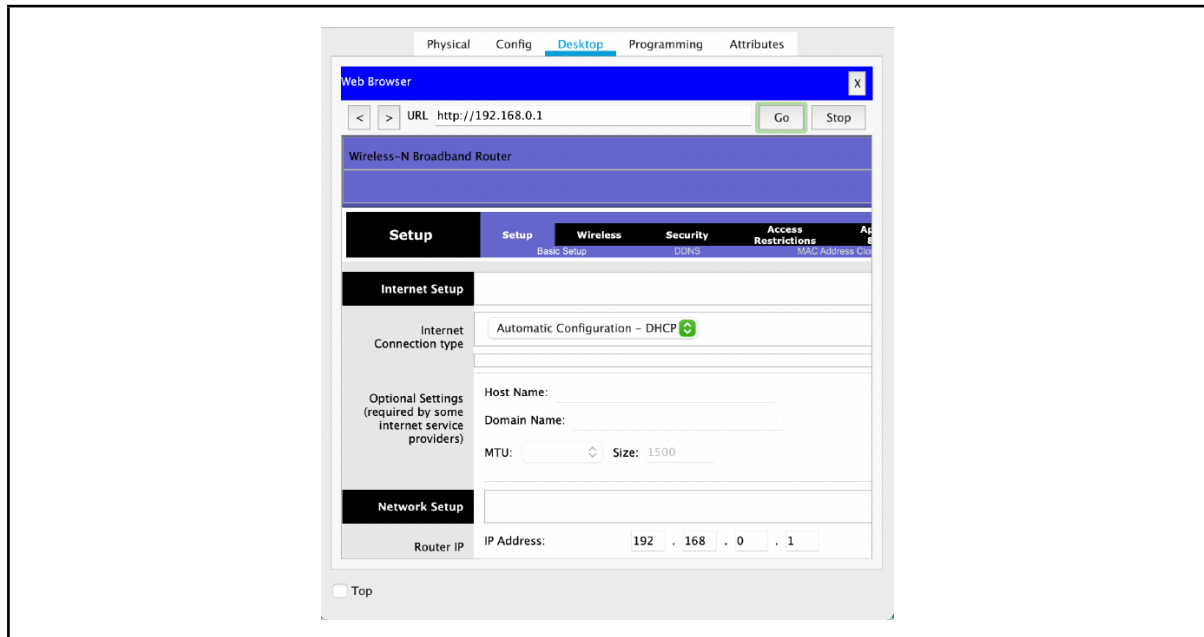 Physical Config Desktop Programming Attributes
Web Browser X
< > URL http://192.168.0.1 Go Stop
Wireless-N Broadband Router
Setup Setup Wireless Security Access Restrictions
Basic Setup DDNS MAC Address Clo
Internet Setup
Internet Connection type Automatic Configuration - DHCP
Optional Settings
(required by some
internet service
providers)
Host Name:
Domain Name:
MTU: Size: 1500
Network Setup
Router IP IP Address: 192 . 168 . 0 . 1
Top